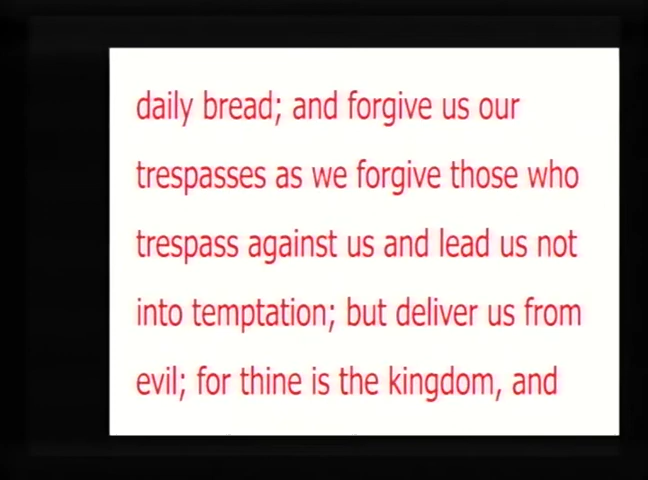 daily bread; and forgive us our
trespasses as we forgive those who
trespass against us and lead us not
into temptation; but deliver us from
evil; for thine is the kingdom, and